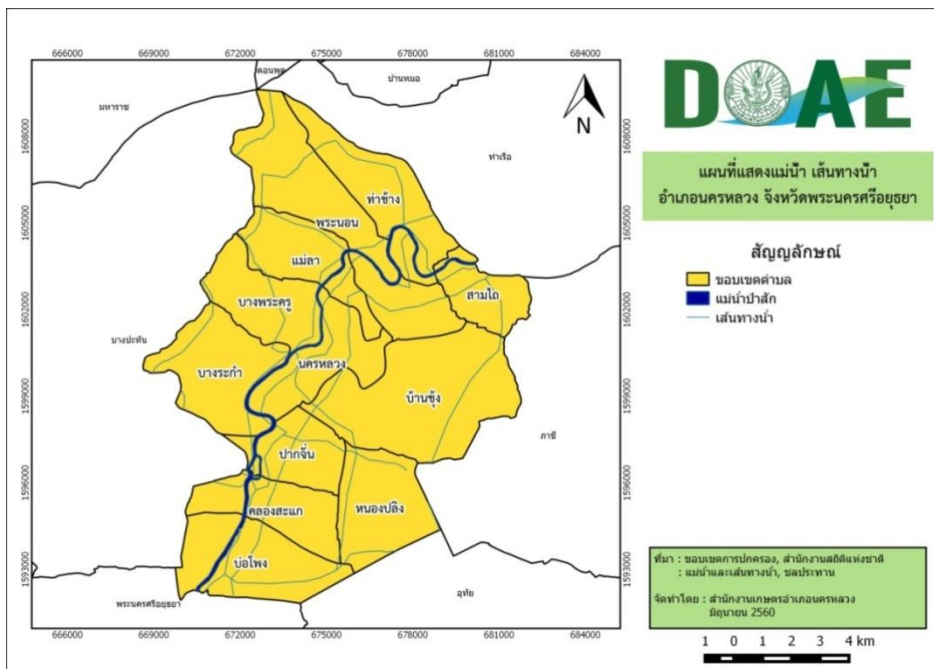 666000 669000 672000 675000 678000 681000 684000
ดอนพุด
บ้านหมอ
มหาราช
N
ท่าเรือ
1608000 1608000
ท่าช้าง
พระนอน
1605000 1605000
แม่ลา
สามไถ
บางพระครู
1602000 1602000
บางปะหัน
นครหลวง
บางระกำ
บ้านชุ้ง
1599000 1599000
ภาชี
ปากจั่น
1596000 1596000
คลองสะแก
หนองปลิง
บ่อโพง
1593000 1593000
อุทัย
พระนครศรีอยุธยา
666000 669000 672000 675000 678000 681000 684000
DOAE
แผนที่แสดงแม่น้ำ เส้นทางน้ำ
อำเภอนครหลวง จังหวัดพระนครศรีอยุธยา
สัญญลักษณ์
ขอบเขตตำบล
แม่น้ำป่าสัก
เส้นทางน้ำ
ที่มา : ขอบเขตการปกครอง, สำนักงานสถิติแห่งชาติ
: แม่น้ำและเส้นทางน้ำ, ชลประทาน
จัดทำโดย : สำนักงานเกษตรอำเภอนครหลวง
มิถุนายน 2560
1 0 1 2 3 4 km